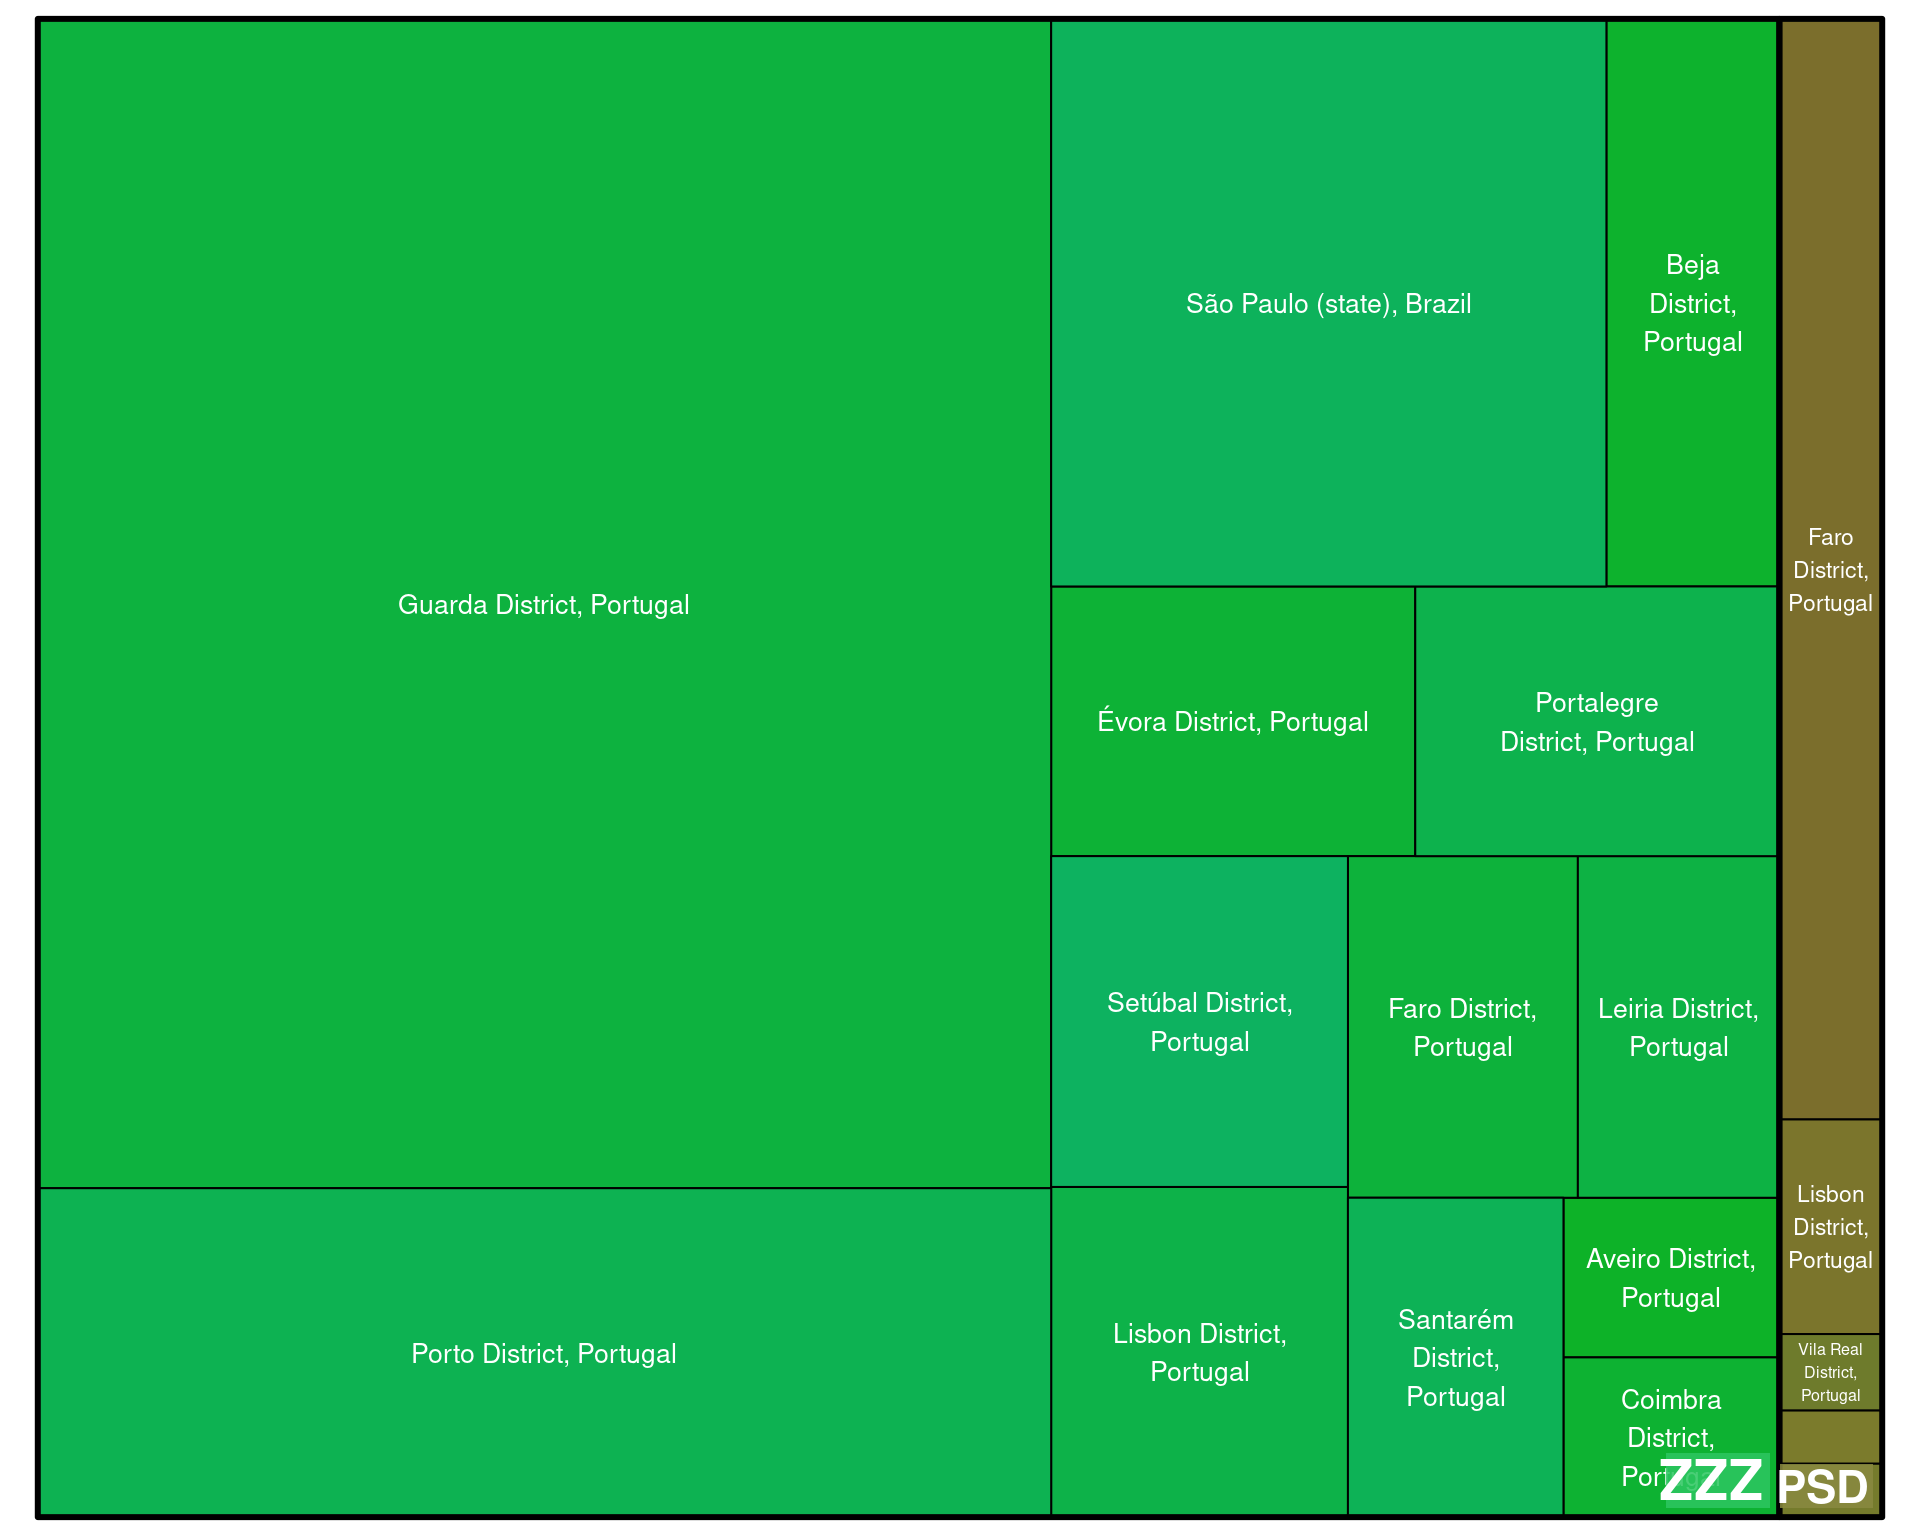 Guarda District, Portugal
Porto District, Portugal
São Paulo (state), Brazil
Beja
District,
Portugal
Évora District, Portugal
Portalegre
District, Portugal
Setúbal District,
Portugal
Faro District,
Portugal
Leiria District,
Portugal
Lisbon District,
Portugal
Santarém
District,
Portugal
Aveiro District,
Portugal
Coimbra
District,
Portugal
ZZZ
Faro
District,
Portugal
Lisbon
District,
Portugal
Vila Real
District,
Portugal
PSD